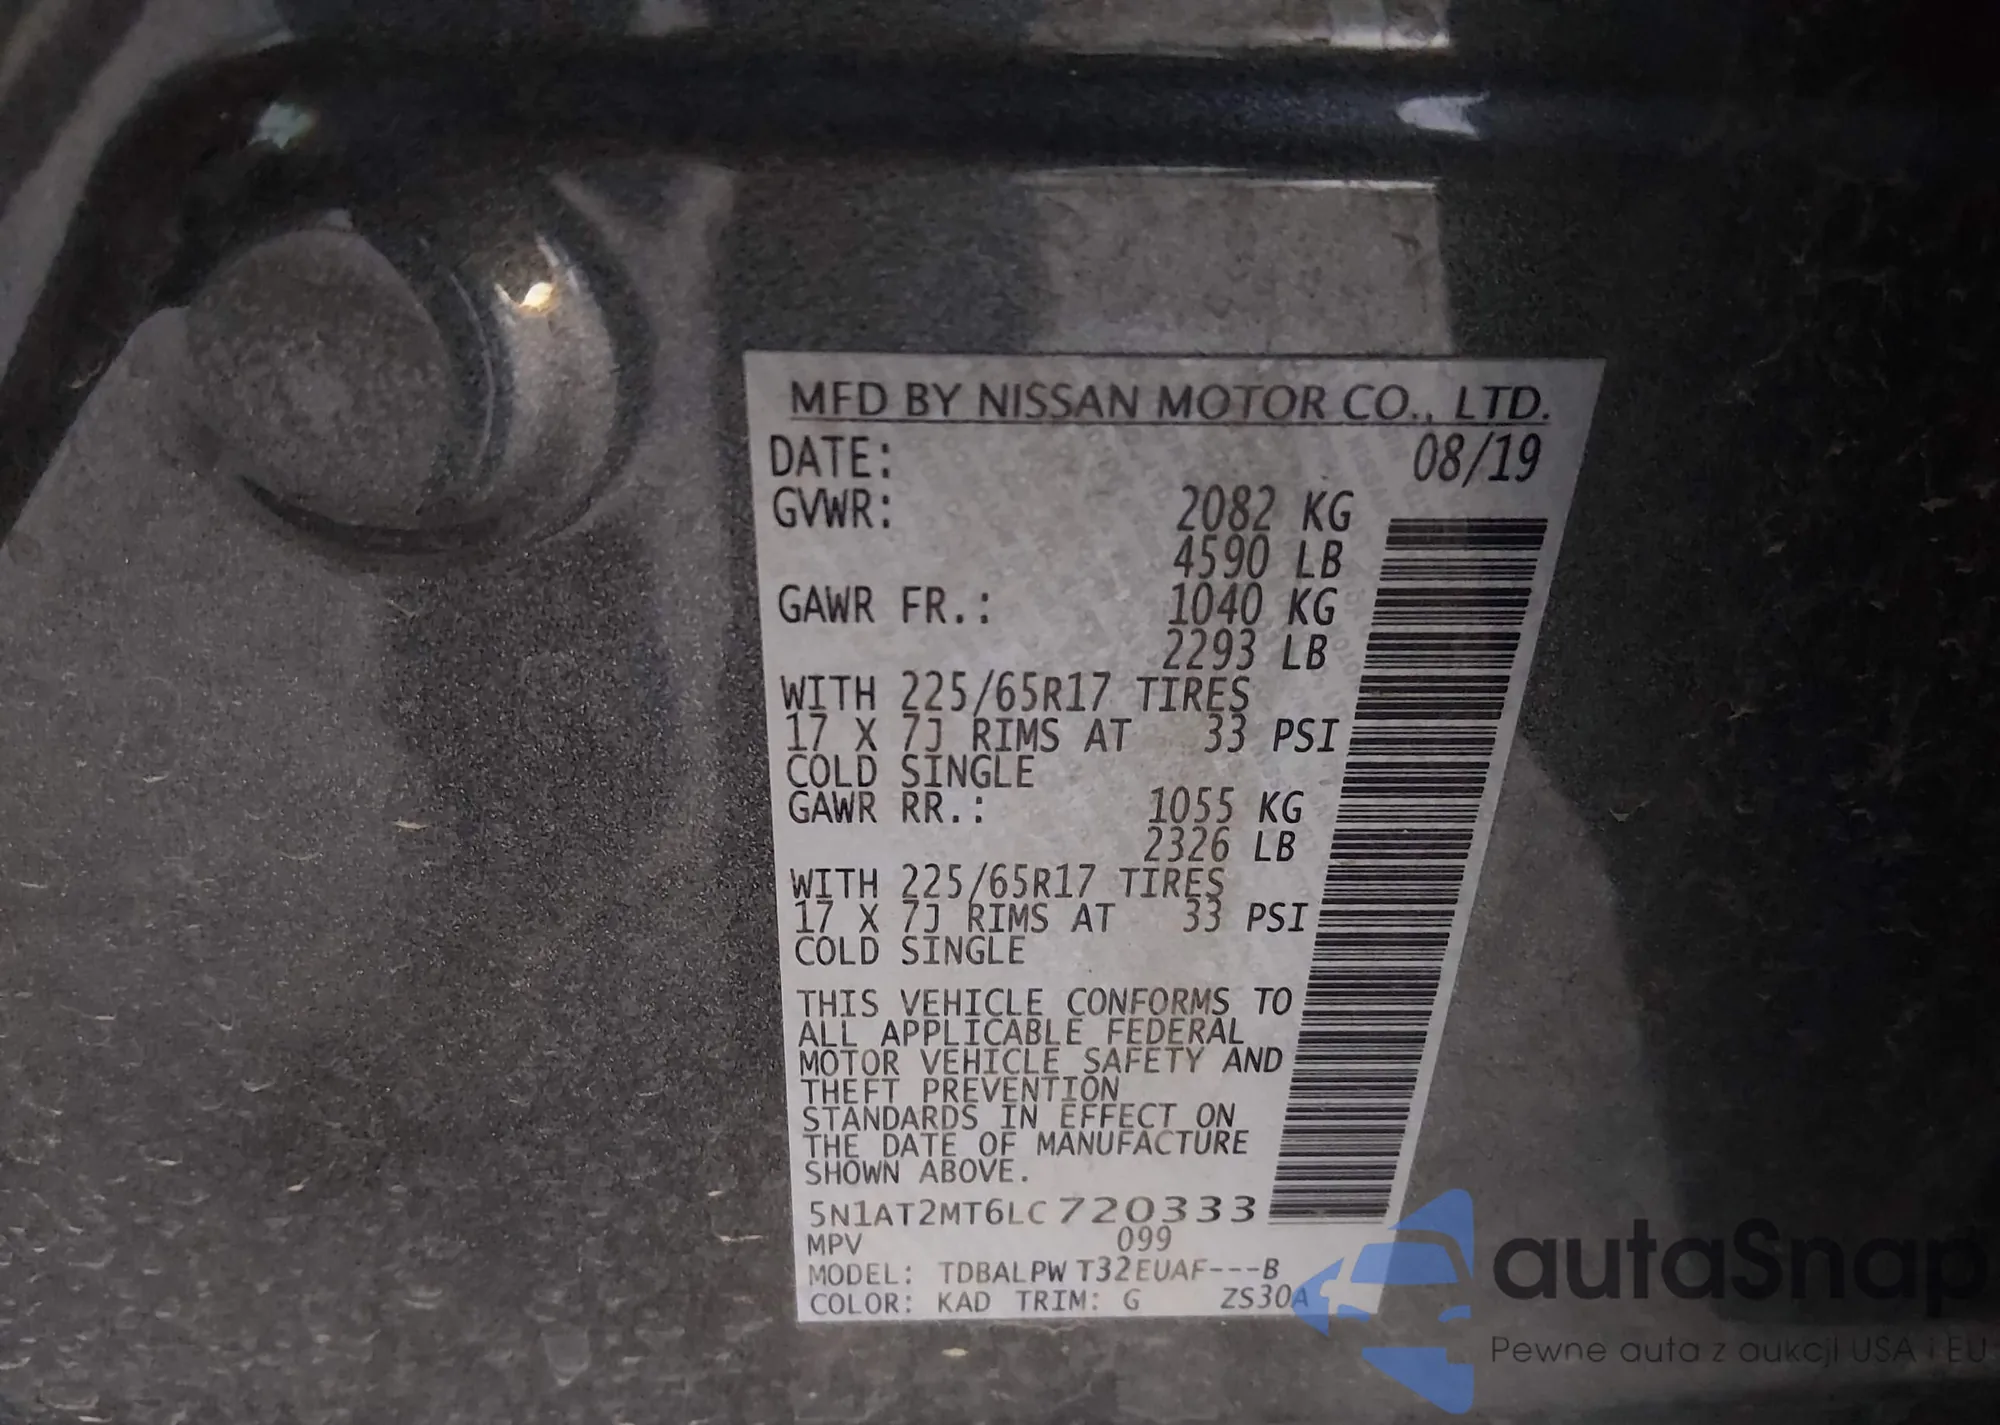 MFD BY NISSAN MOTOR CO., LTD.
DATE: 08/19
GVWR: 2082 KG
4590 LB
GAWR FR.: 1040 KG
2293 LB
WITH 225/65R17 TIRES
17 X 7J RIMS AT 33 PSI
COLD SINGLE
GAWR RR.: 1055 KG
2326 LB
WITH 225/65R17 TIRES
17 X 7J RIMS AT 33 PSI
COLD SINGLE
THIS VEHICLE CONFORMS TO
ALL APPLICABLE FEDERAL
MOTOR VEHICLE SAFETY AND
THEFT PREVENTION
STANDARDS IN EFFECT ON
THE DATE OF MANUFACTURE
SHOWN ABOVE.
5N1AT2MT6LC720333
MPV 099
MODEL: TDBALPW T32EUAF---B
COLOR: KAD TRIM: G ZS30A
autaSnap
Pewne auta z aukcji USA i EU